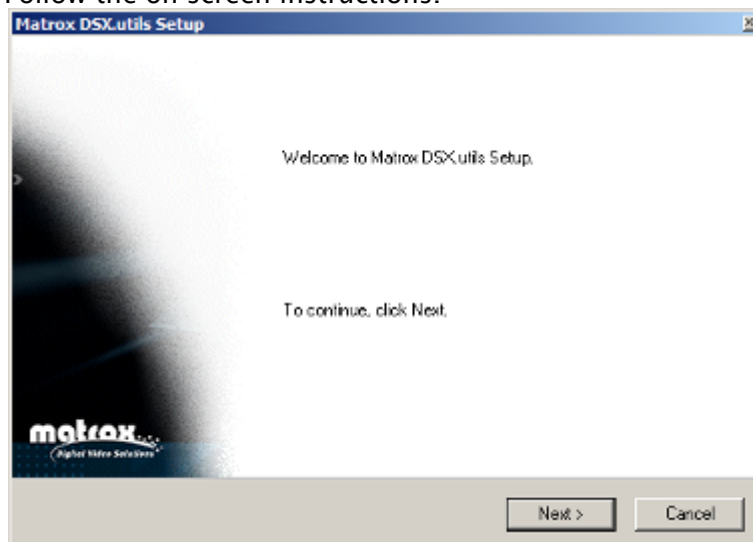 Follow the on screen instructions.
Matrox DSX.utils Setup
Welcome to Matrox DSX.utils Setup.
To continue, click Next.
matrox
Digital Video Solutions
Next >
Cancel